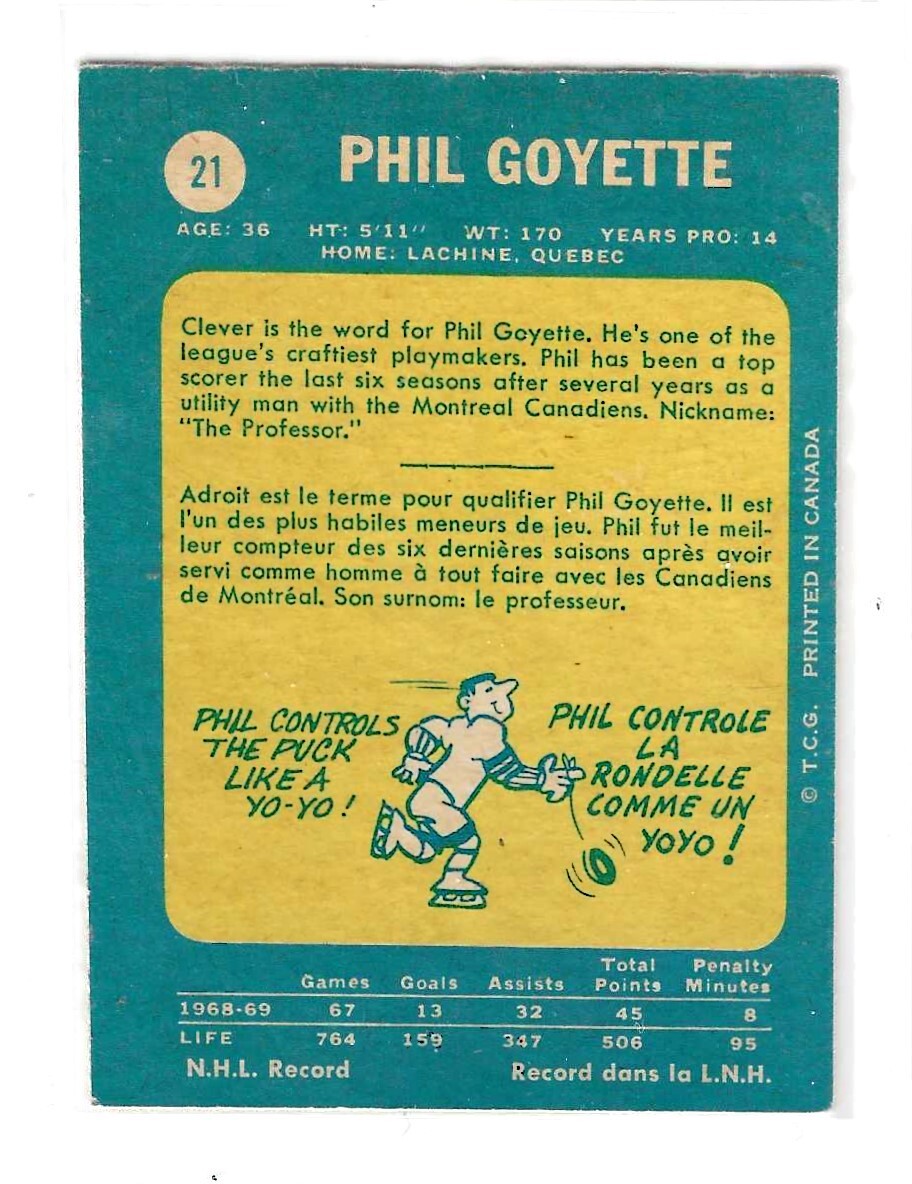 21
PHIL GOYETTE
AGE: 36 HT: 5'11" WT: 170 YEARS PRO: 14
HOME: LACHINE, QUEBEC
Clever is the word for Phil Goyette. He's one of the
league's craftiest playmakers. Phil has been a top
scorer the last six seasons after several years as a
utility man with the Montreal Canadiens. Nickname:
"The Professor."
Adroit est le terme pour qualifier Phil Goyette. Il est
l'un des plus habiles meneurs de jeu. Phil fut le meil-
leur compteur des six dernières saisons après avoir
servi comme homme à tout faire avec les Canadiens
de Montréal. Son surnom: le professeur.
PHIL CONTROLS
THE PUCK
LIKE A
YO-YO!
PHIL CONTROLE
LA
RONDELLE
COMME UN
YOYO!
© T.C.G. PRINTED IN CANADA
Games Goals Assists Total Points Penalty Minutes
1968-69 67 13 32 45 8
LIFE 764 159 347 506 95
N.H.L. Record Record dans la L.N.H.